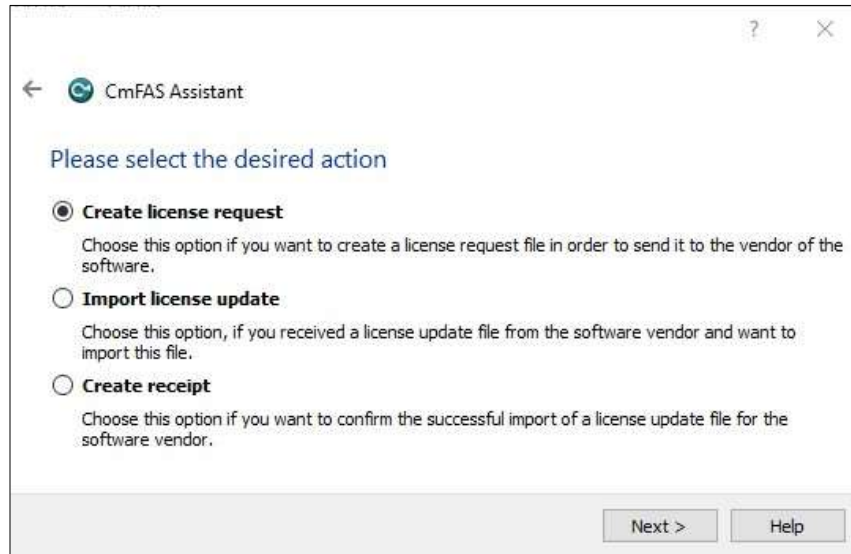 ?
CmFAS Assistant
Please select the desired action
Create license request
Choose this option if you want to create a license request file in order to send it to the vendor of the
software.
Import license update
Choose this option, if you received a license update file from the software vendor and want to
import this file.
Create receipt
Choose this option if you want to confirm the successful import of a license update file for the
software vendor.
Next > Help